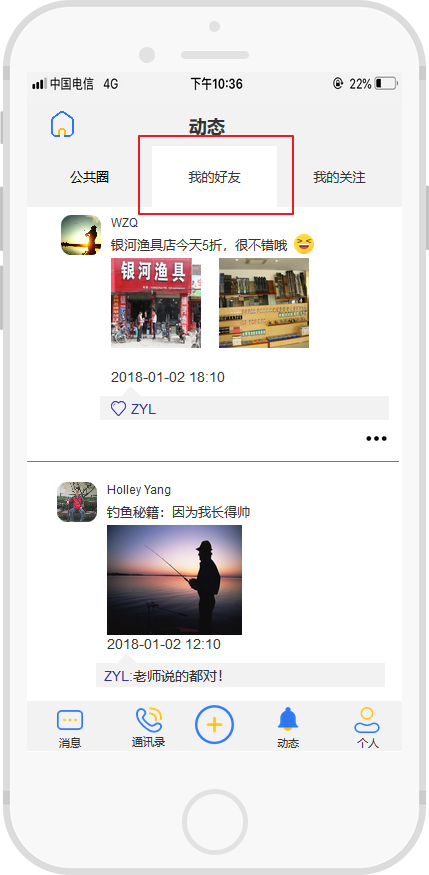 中国电信 4G 下午10:36 22%
动态
公共圈 我的好友 我的关注
WZQ
银河渔具店今天5折，很不错哦
银河渔具
2018-01-02 18:10
ZYL
Holley Yang
钓鱼秘籍：因为我长得帅
2018-01-02 12:10
ZYL:老师说的都对！
消息 通讯录 动态 个人